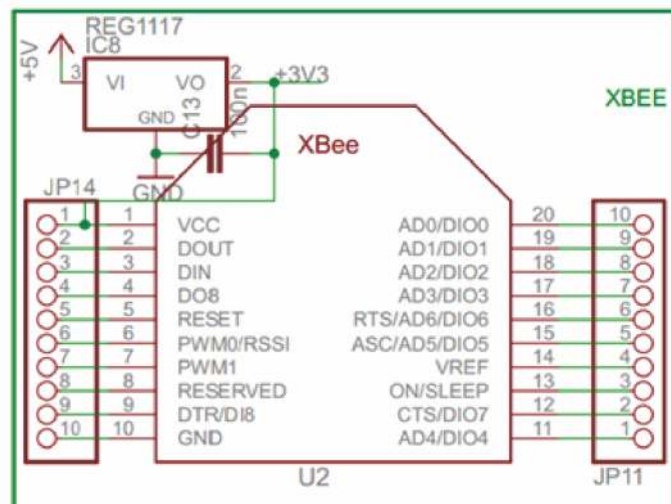 REG1117
IC8
+5V
3 VI VO 2 +3V3
GND
C13
100n
XBEE
XBee
GND
JP14
1 1 VCC AD0/DIO0 20 10
2 2 DOUT AD1/DIO1 19 9
3 3 DIN AD2/DIO2 18 8
4 4 DO8 AD3/DIO3 17 7
5 5 RESET RTS/AD6/DIO6 16 6
6 6 PWM0/RSSI ASC/AD5/DIO5 15 5
7 7 PWM1 VREF 14 4
8 8 RESERVED ON/SLEEP 13 3
9 9 DTR/DI8 CTS/DIO7 12 2
10 10 GND AD4/DIO4 11 1
U2
JP11